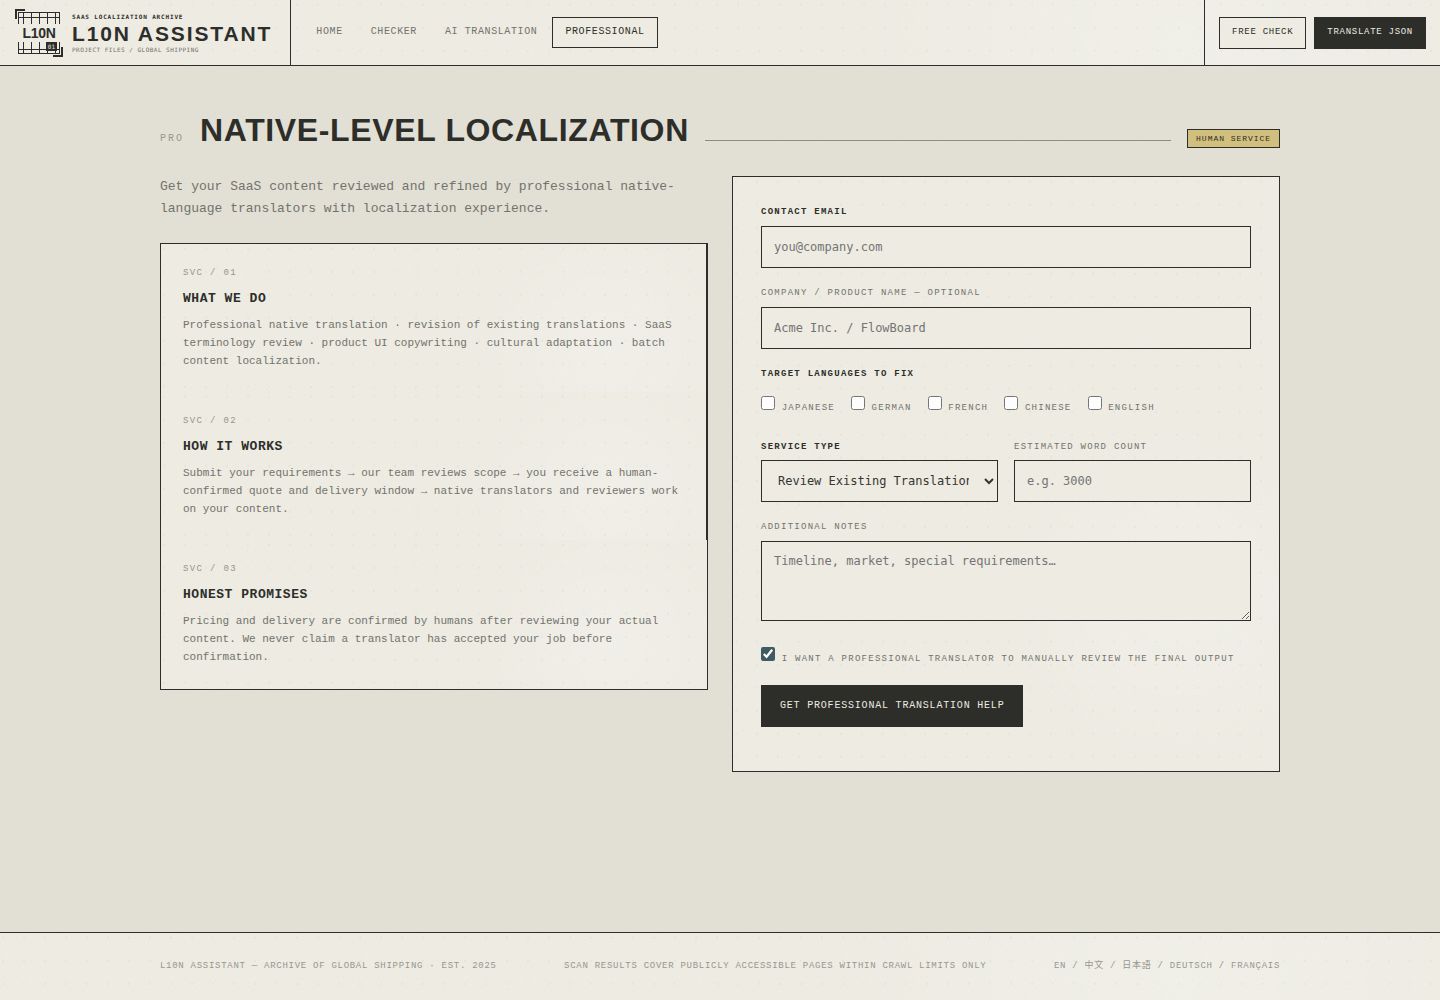 SAAS LOCALIZATION ARCHIVE
L10N
01
L10N ASSISTANT
PROJECT FILES / GLOBAL SHIPPING
HOME
CHECKER
AI TRANSLATION
PROFESSIONAL
FREE CHECK
TRANSLATE JSON
PRO
NATIVE-LEVEL LOCALIZATION
HUMAN SERVICE
Get your SaaS content reviewed and refined by professional native-
language translators with localization experience.
SVC / 01
WHAT WE DO
Professional native translation · revision of existing translations · SaaS
terminology review · product UI copywriting · cultural adaptation · batch
content localization.
SVC / 02
HOW IT WORKS
Submit your requirements → our team reviews scope → you receive a human-
confirmed quote and delivery window → native translators and reviewers work
on your content.
SVC / 03
HONEST PROMISES
Pricing and delivery are confirmed by humans after reviewing your actual
content. We never claim a translator has accepted your job before
confirmation.
CONTACT EMAIL
you@company.com
COMPANY / PRODUCT NAME — OPTIONAL
Acme Inc. / FlowBoard
TARGET LANGUAGES TO FIX
JAPANESE
GERMAN
FRENCH
CHINESE
ENGLISH
SERVICE TYPE
Review Existing Translation
ESTIMATED WORD COUNT
e.g. 3000
ADDITIONAL NOTES
Timeline, market, special requirements…
I WANT A PROFESSIONAL TRANSLATOR TO MANUALLY REVIEW THE FINAL OUTPUT
GET PROFESSIONAL TRANSLATION HELP
L10N ASSISTANT — ARCHIVE OF GLOBAL SHIPPING · EST. 2025
SCAN RESULTS COVER PUBLICLY ACCESSIBLE PAGES WITHIN CRAWL LIMITS ONLY
EN / 中文 / 日本語 / DEUTSCH / FRANÇAIS